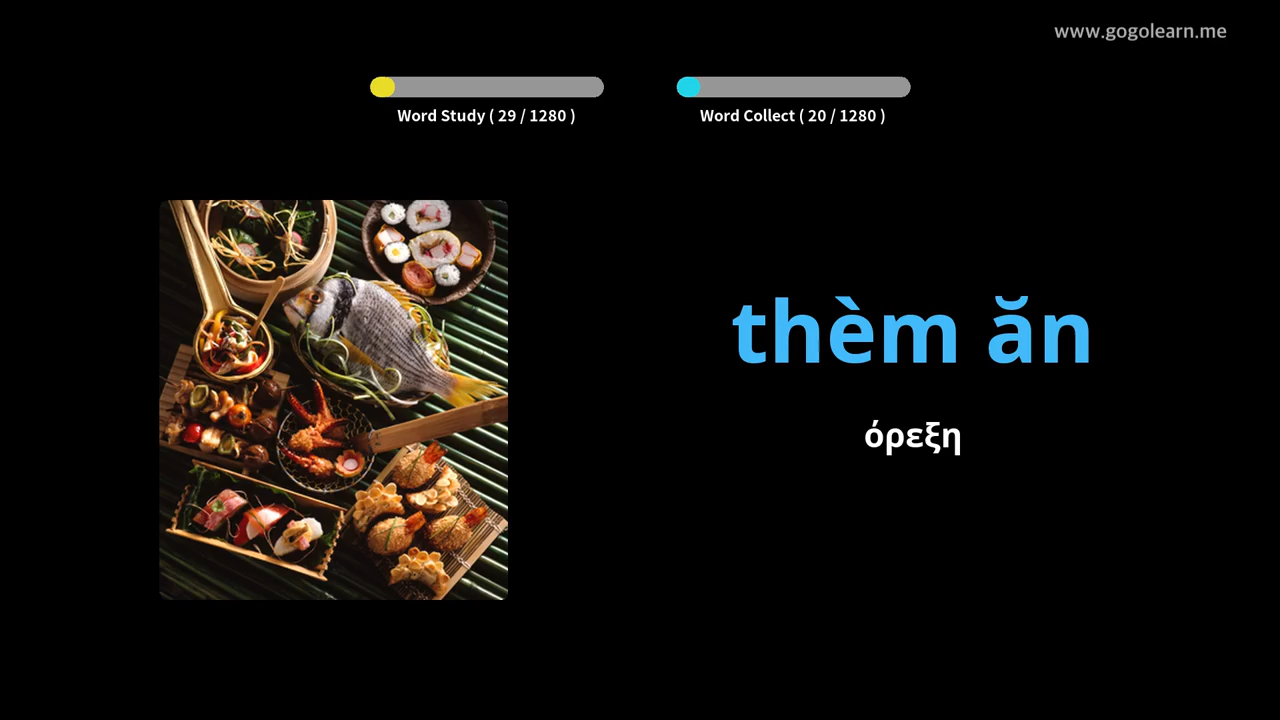 www.gogolearn.me
Word Study ( 29 / 1280 )
Word Collect ( 20 / 1280 )
thèm ăn
όρεξη